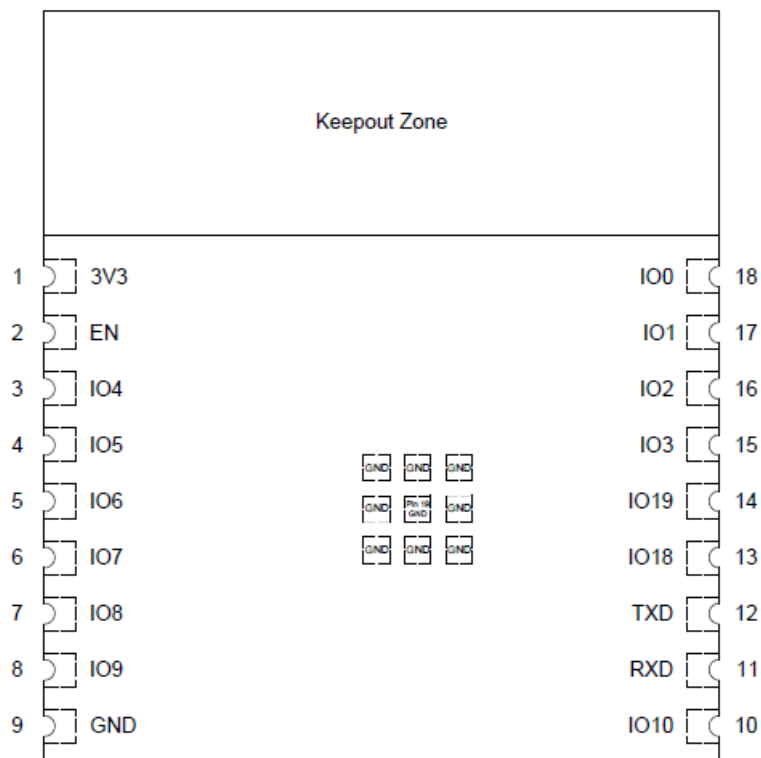 Keepout Zone
1 3V3 IO0 18
2 EN IO1 17
3 IO4 IO2 16
4 IO5 IO3 15
GND GND GND
5 IO6 GND Pin 19 GND GND IO19 14
GND GND GND
6 IO7 IO18 13
7 IO8 TXD 12
8 IO9 RXD 11
9 GND IO10 10